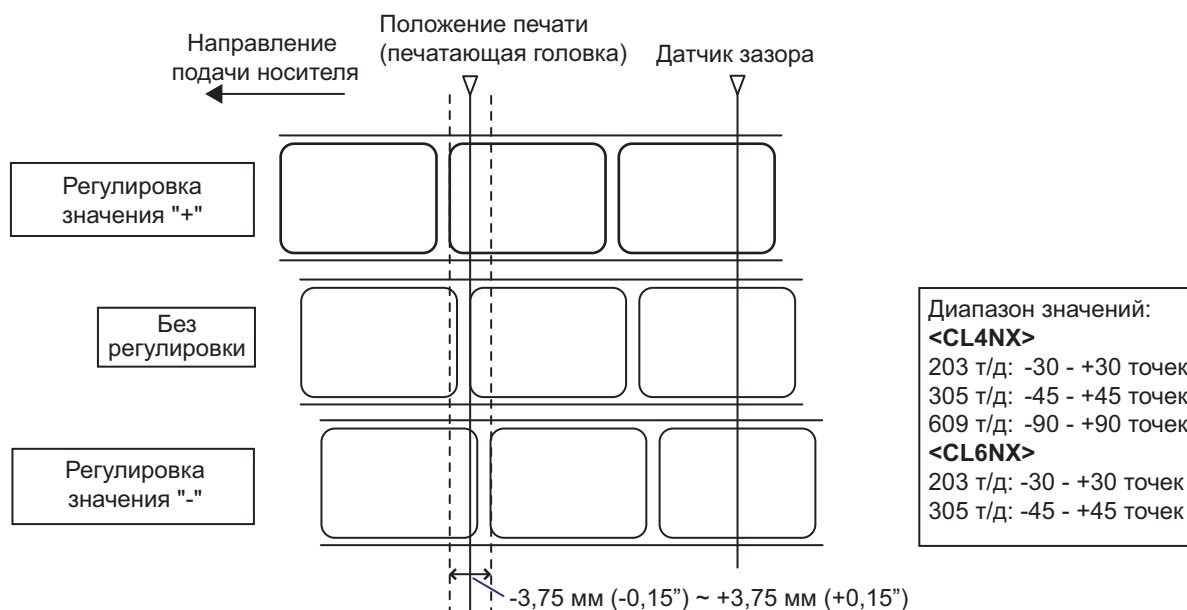 Положение печати
(печатающая головка)
Направление
подачи носителя
Датчик зазора
Регулировка
значения "+"
Без
регулировки
Регулировка
значения "-"
Диапазон значений:
<CL4NX>
203 т/д: -30 - +30 точек
305 т/д: -45 - +45 точек
609 т/д: -90 - +90 точек
<CL6NX>
203 т/д: -30 - +30 точек
305 т/д: -45 - +45 точек
-3,75 мм (-0,15”) ~ +3,75 мм (+0,15”)